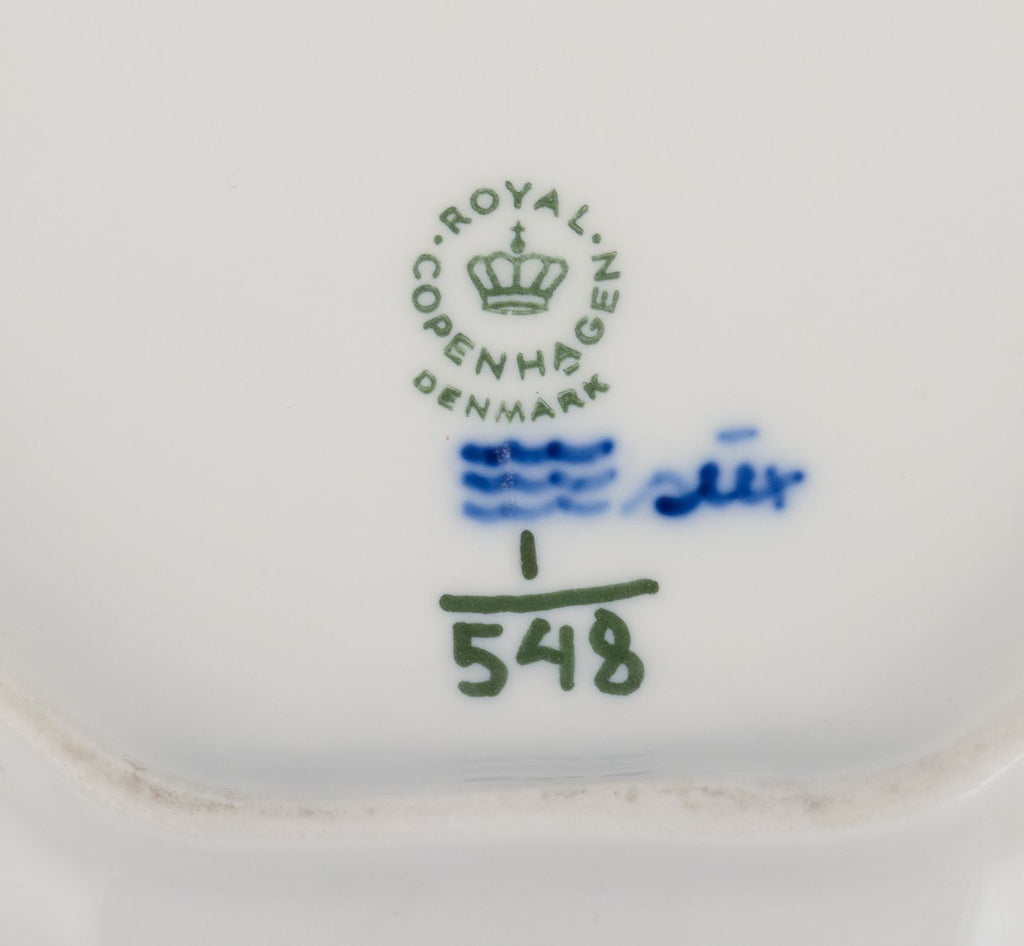 · ROYAL ·
COPENHAGEN
DENMARK
1
548